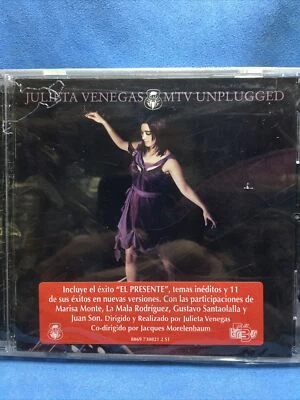 JULIETA VENEGAS MTV UNPLUGGED
Incluye el éxito "EL PRESENTE", temas inéditos y 11
de sus éxitos en nuevas versiones. Con las participaciones de
Marisa Monte, La Mala Rodríguez, Gustavo Santaolalla y
Juan Son. Dirigido y Realizado por Julieta Venegas
Co-dirigido por Jacques Morelenbaum